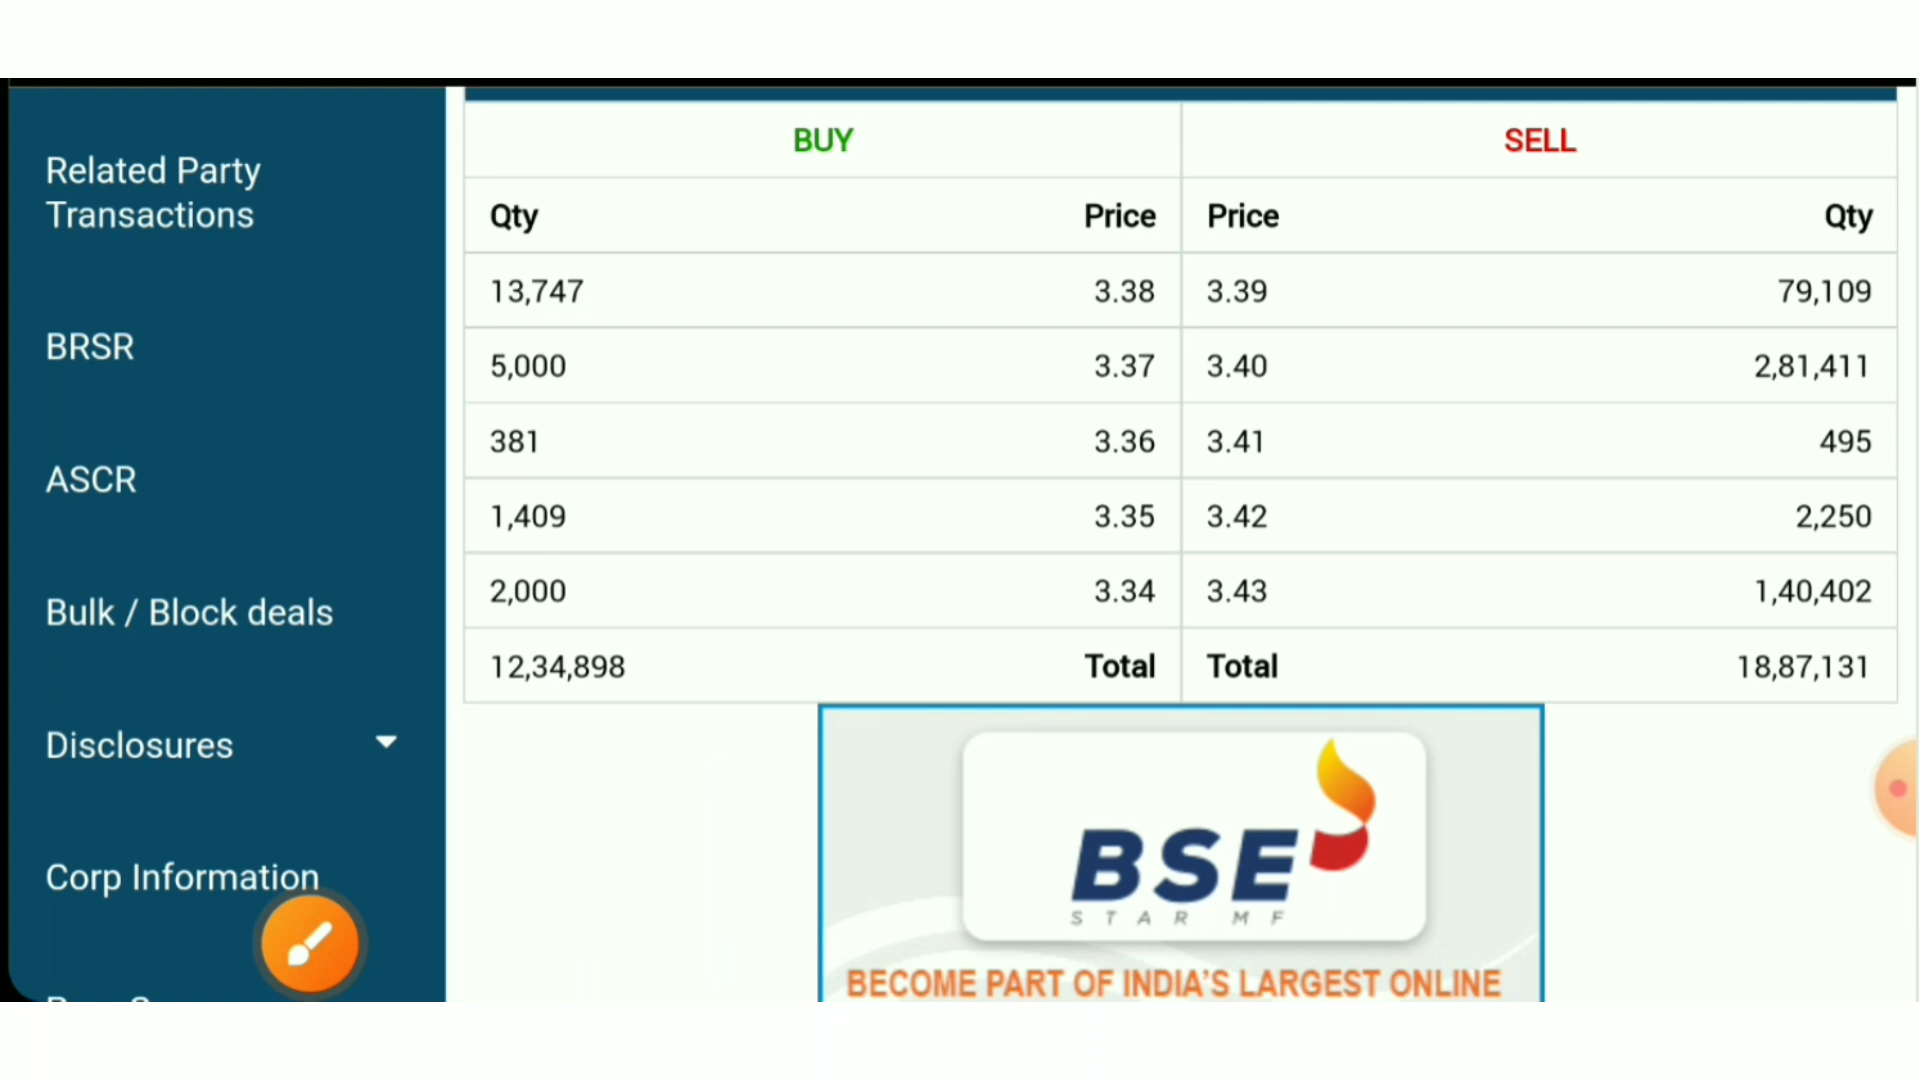 Related Party
Transactions
BRSR
ASCR
Bulk / Block deals
Disclosures
Corp Information
BUY SELL
Qty Price Price Qty
13,747 3.38 3.39 79,109
5,000 3.37 3.40 2,81,411
381 3.36 3.41 495
1,409 3.35 3.42 2,250
2,000 3.34 3.43 1,40,402
12,34,898 Total Total 18,87,131
BSE
STAR MF
BECOME PART OF INDIA'S LARGEST ONLINE